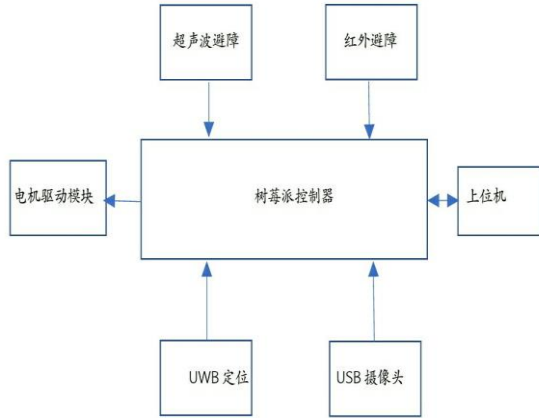 超声波避障
红外避障
电机驱动模块
树莓派控制器
上位机
UWB 定位
USB 摄像头